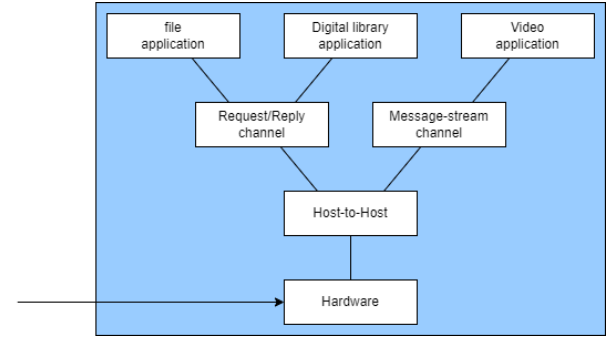 file
application
Digital library
application
Video
application
Request/Reply
channel
Message-stream
channel
Host-to-Host
Hardware